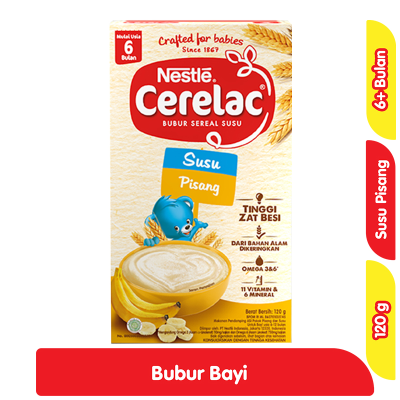 Mulai Usia
6
Bulan
Crafted for babies
Since 1867
Nestlé
Cerelac®
BUBUR SEREAL SUSU
Susu
Pisang
TINGGI
ZAT BESI
DARI BAHAN ALAM
DIKERINGKAN
OMEGA 3&6
11 VITAMIN &
6 MINERAL
Berat Bersih: 120 g
6+ Bulan
Susu Pisang
120 g
Bubur Bayi